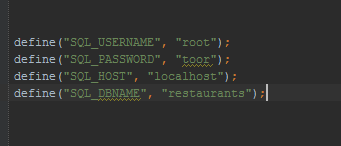 define("SQL_USERNAME", "root");
define("SQL_PASSWORD", "toor");
define("SQL_HOST", "localhost");
define("SQL_DBNAME", "restaurants");